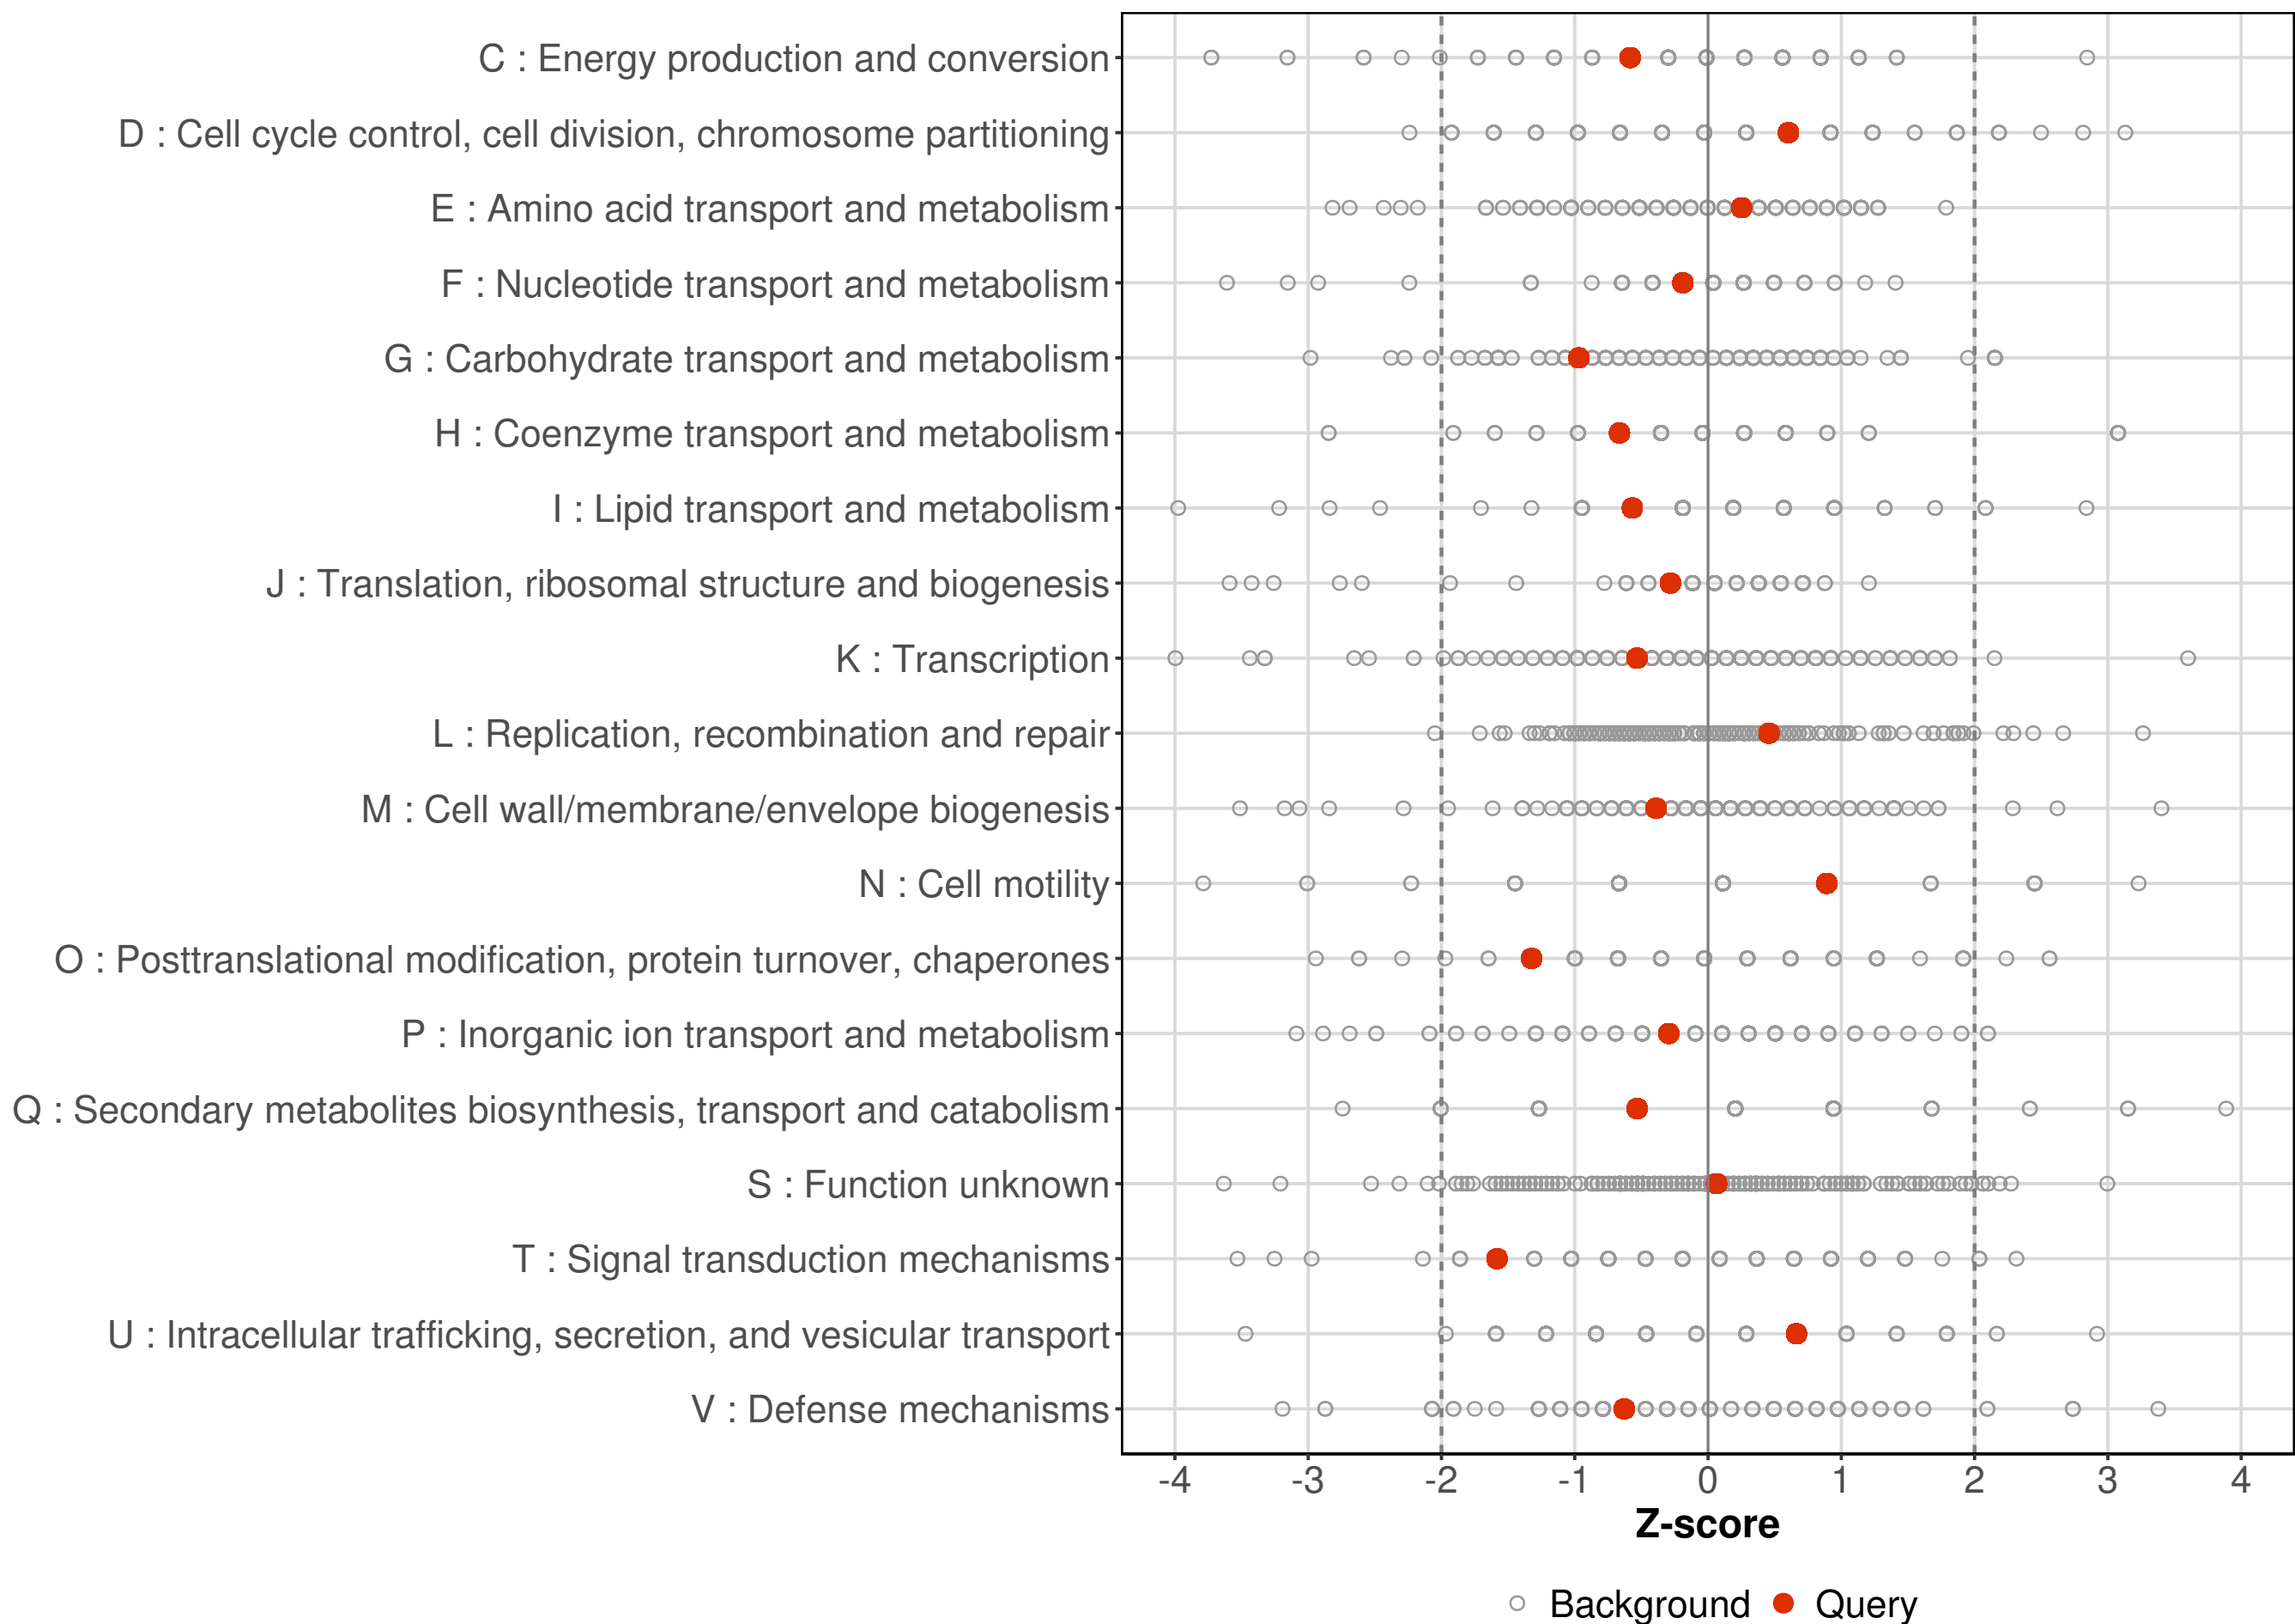 C : Energy production and conversion
D : Cell cycle control, cell division, chromosome partitioning
E : Amino acid transport and metabolism
F : Nucleotide transport and metabolism
G : Carbohydrate transport and metabolism
H : Coenzyme transport and metabolism
I : Lipid transport and metabolism
J : Translation, ribosomal structure and biogenesis
K : Transcription
L : Replication, recombination and repair
M : Cell wall/membrane/envelope biogenesis
N : Cell motility
O : Posttranslational modification, protein turnover, chaperones
P : Inorganic ion transport and metabolism
Q : Secondary metabolites biosynthesis, transport and catabolism
S : Function unknown
T : Signal transduction mechanisms
U : Intracellular trafficking, secretion, and vesicular transport
V : Defense mechanisms
-4 -3 -2 -1 0 1 2 3 4
Z-score
Background Query